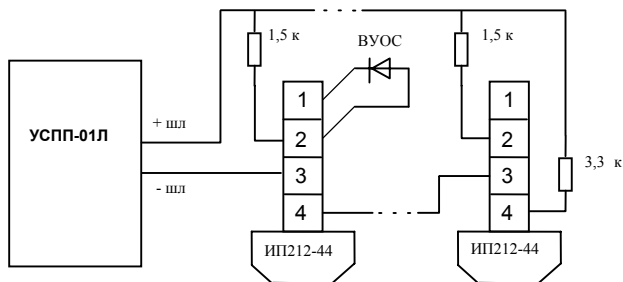 1,5 к
ВУОС
1,5 к
УСПП-01Л
+ шл
- шл
1
2
3
4
ИП212-44
1
2
3
4
3,3 к
ИП212-44